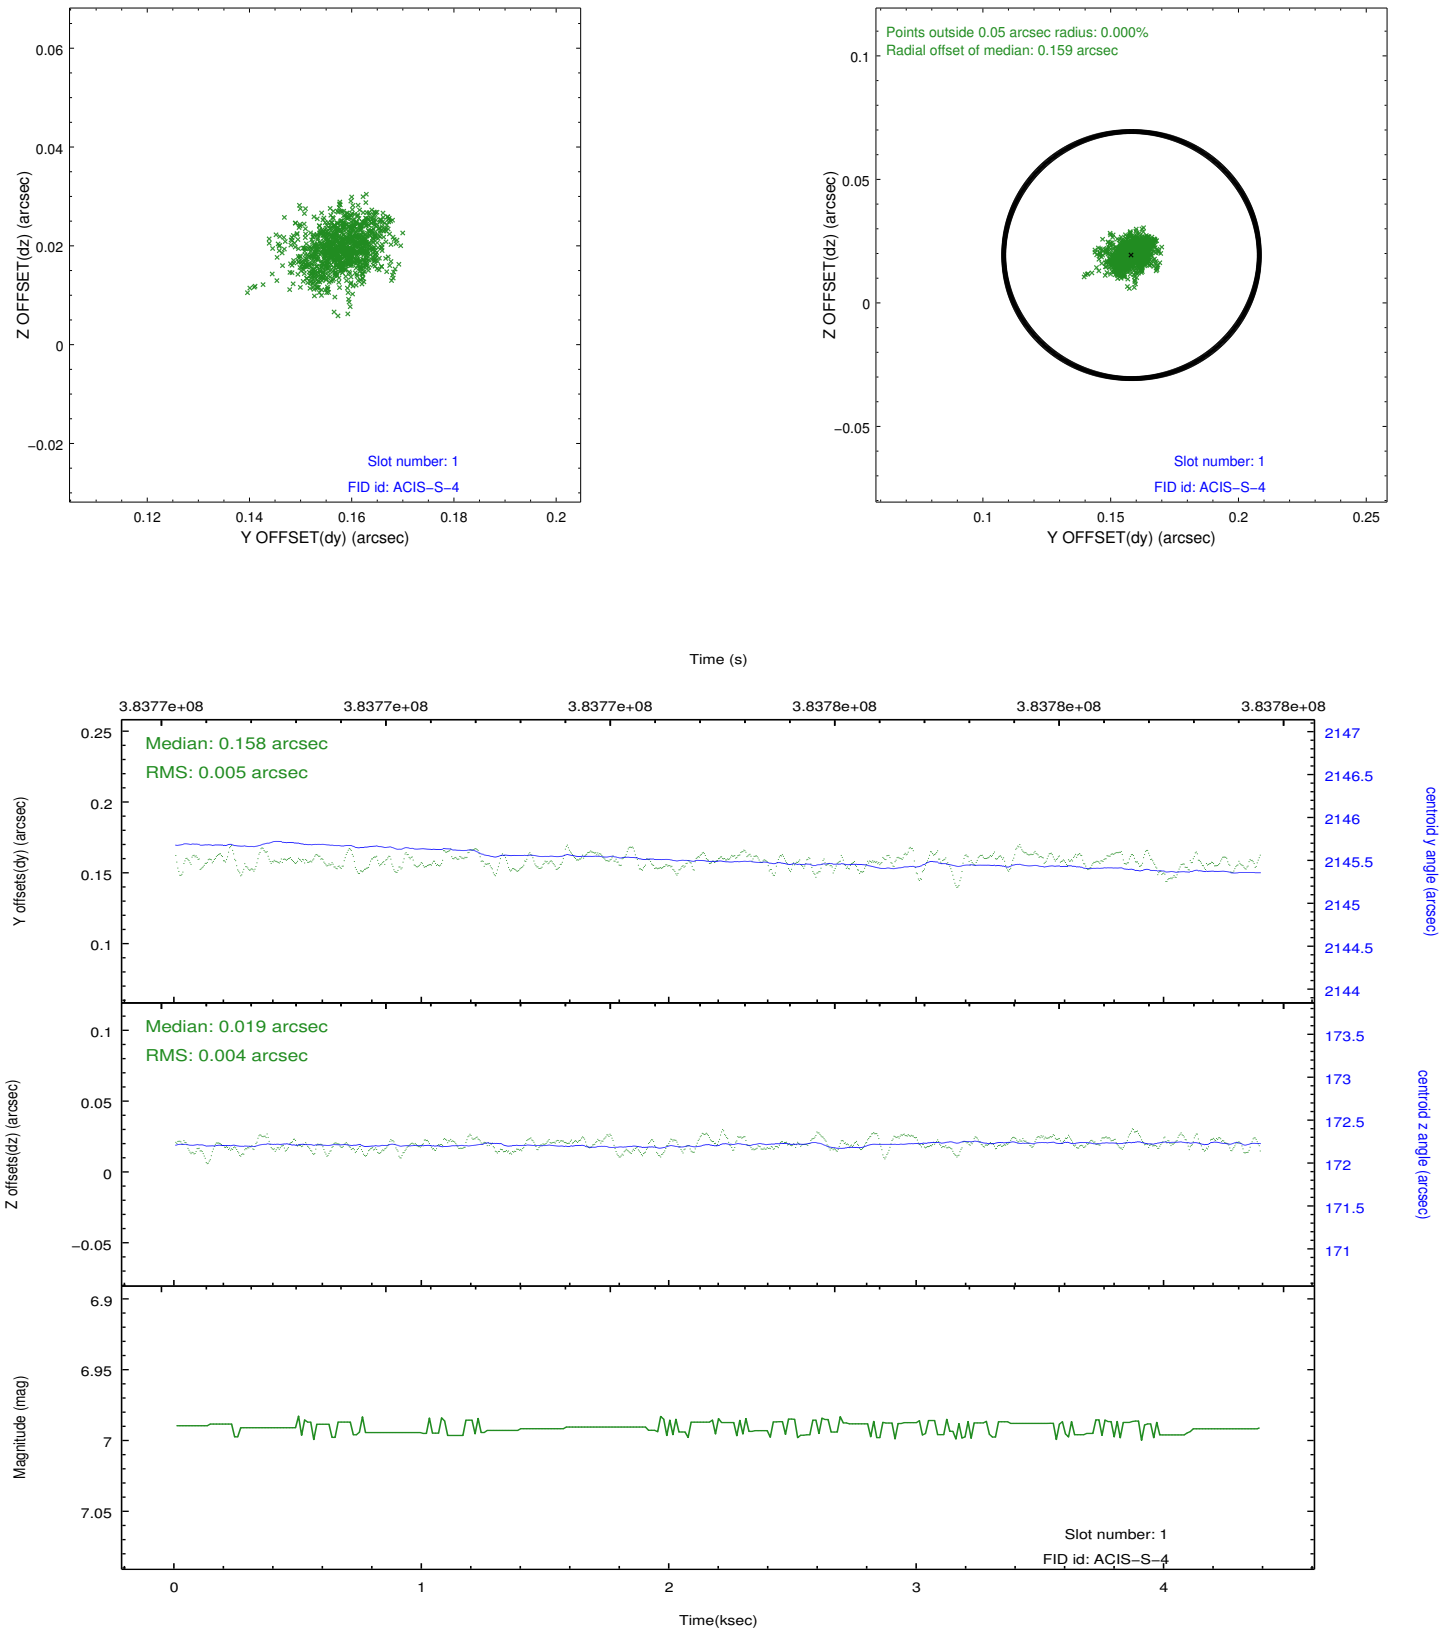 0.06
0.04
0.02
0
−0.02
Z OFFSET(dz) (arcsec)
Slot number: 1
FID id: ACIS−S−4
0.12 0.14 0.16 0.18 0.2
Y OFFSET(dy) (arcsec)
Points outside 0.05 arcsec radius: 0.000%
Radial offset of median: 0.159 arcsec
0.1
0.05
0
−0.05
Z OFFSET(dz) (arcsec)
Slot number: 1
FID id: ACIS−S−4
0.1 0.15 0.2 0.25
Y OFFSET(dy) (arcsec)
Time (s)
3.8377e+08 3.8377e+08 3.8377e+08 3.8378e+08 3.8378e+08 3.8378e+08
Median: 0.158 arcsec
RMS: 0.005 arcsec
0.25
0.2
0.15
0.1
Y offsets(dy) (arcsec)
2147
2146.5
2146
2145.5
2145
2144.5
2144
centroid y angle (arcsec)
Median: 0.019 arcsec
RMS: 0.004 arcsec
0.1
0.05
0
−0.05
Z offsets(dz) (arcsec)
173.5
173
172.5
172
171.5
171
centroid z angle (arcsec)
6.9
6.95
7
7.05
Magnitude (mag)
Slot number: 1
FID id: ACIS−S−4
0 1 2 3 4
Time(ksec)